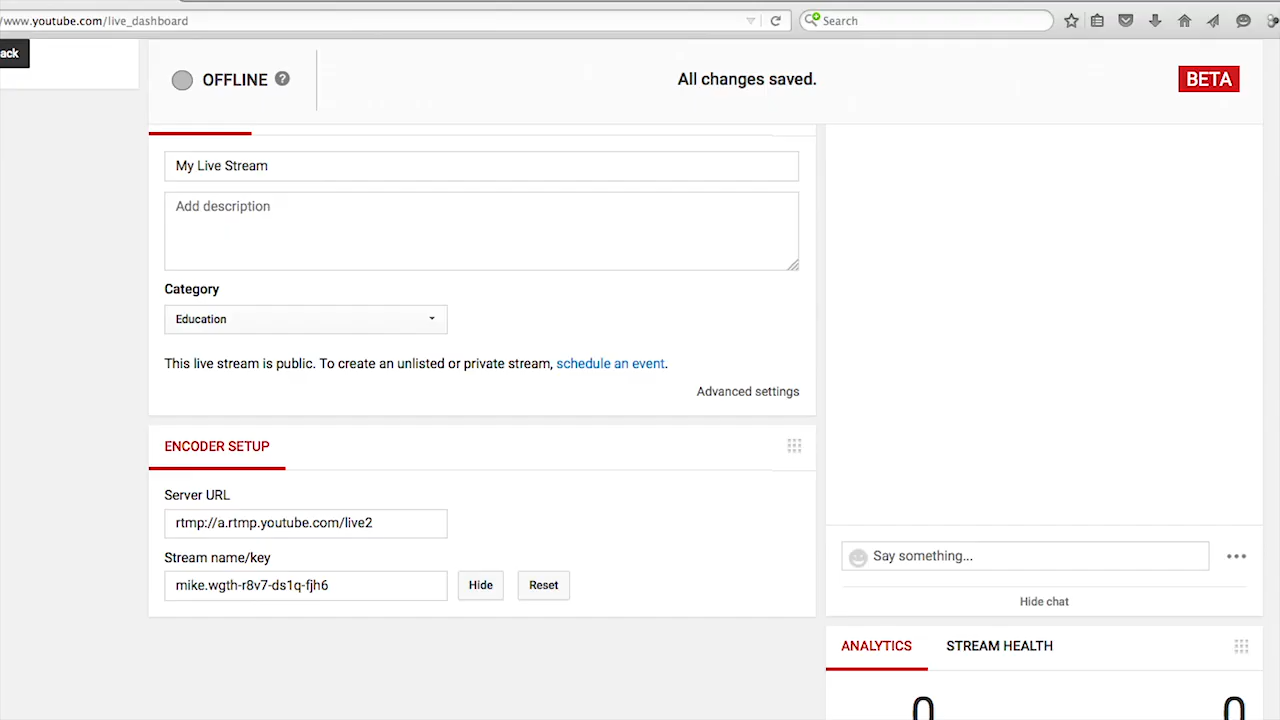 /www.youtube.com/live_dashboard
Search
ack
OFFLINE
All changes saved.
BETA
My Live Stream
Add description
Category
Education
This live stream is public. To create an unlisted or private stream, schedule an event.
Advanced settings
ENCODER SETUP
Server URL
rtmp://a.rtmp.youtube.com/live2
Stream name/key
mike.wgth-r8v7-ds1q-fjh6
Hide
Reset
Say something...
Hide chat
ANALYTICS
STREAM HEALTH
0
0